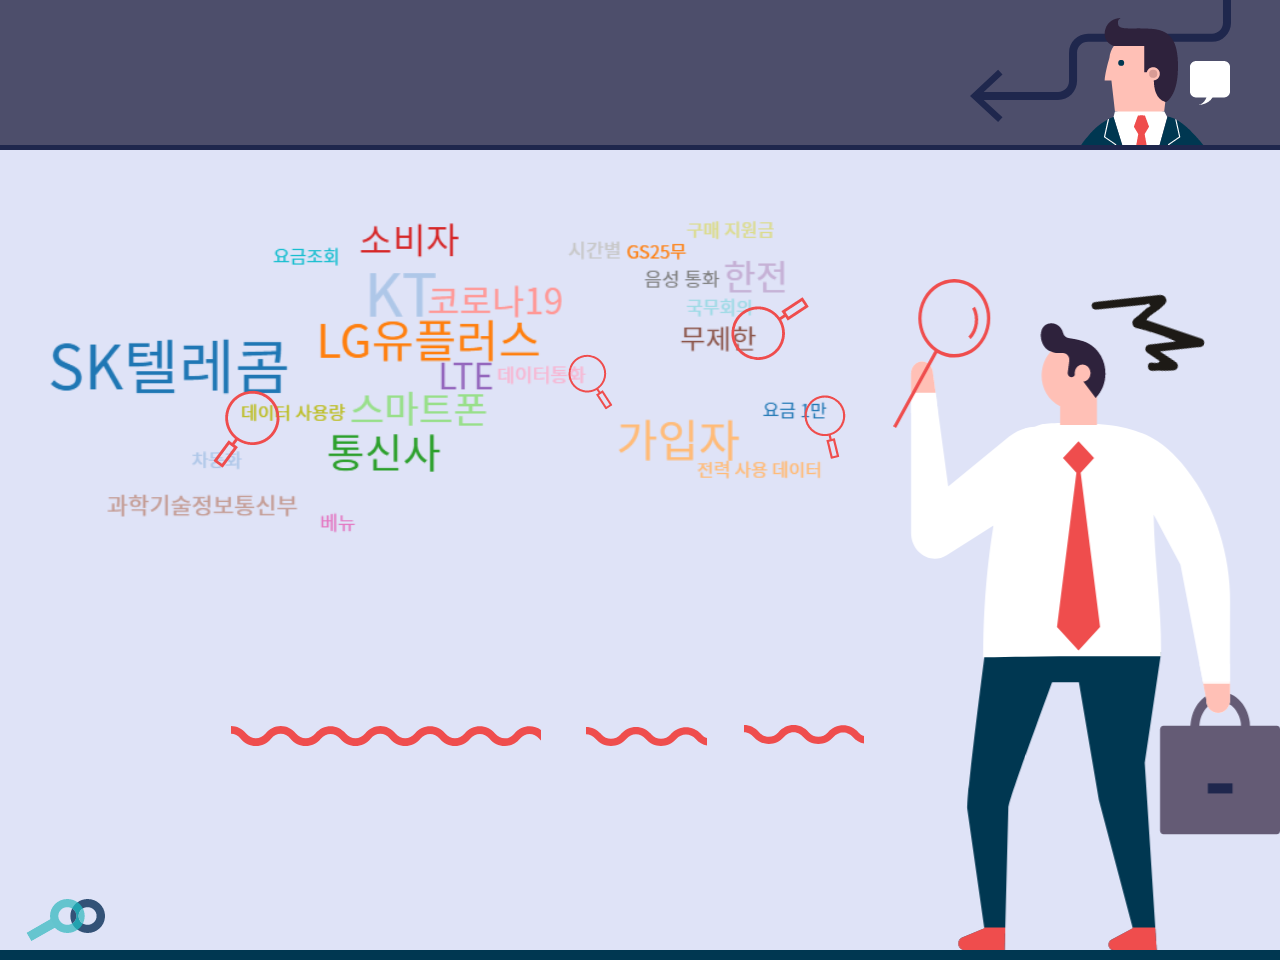 소비자
요금조회
KT
코로나19
LG유플러스
SK텔레콤
LTE
데이터통화
데이터 사용량
스마트폰
통신사
차등화
과학기술정보통신부
베뉴
구매 지원금
시간별
GS25무
음성 통화
한전
국무회의
무제한
요금 1만
가입자
전력 사용 데이터